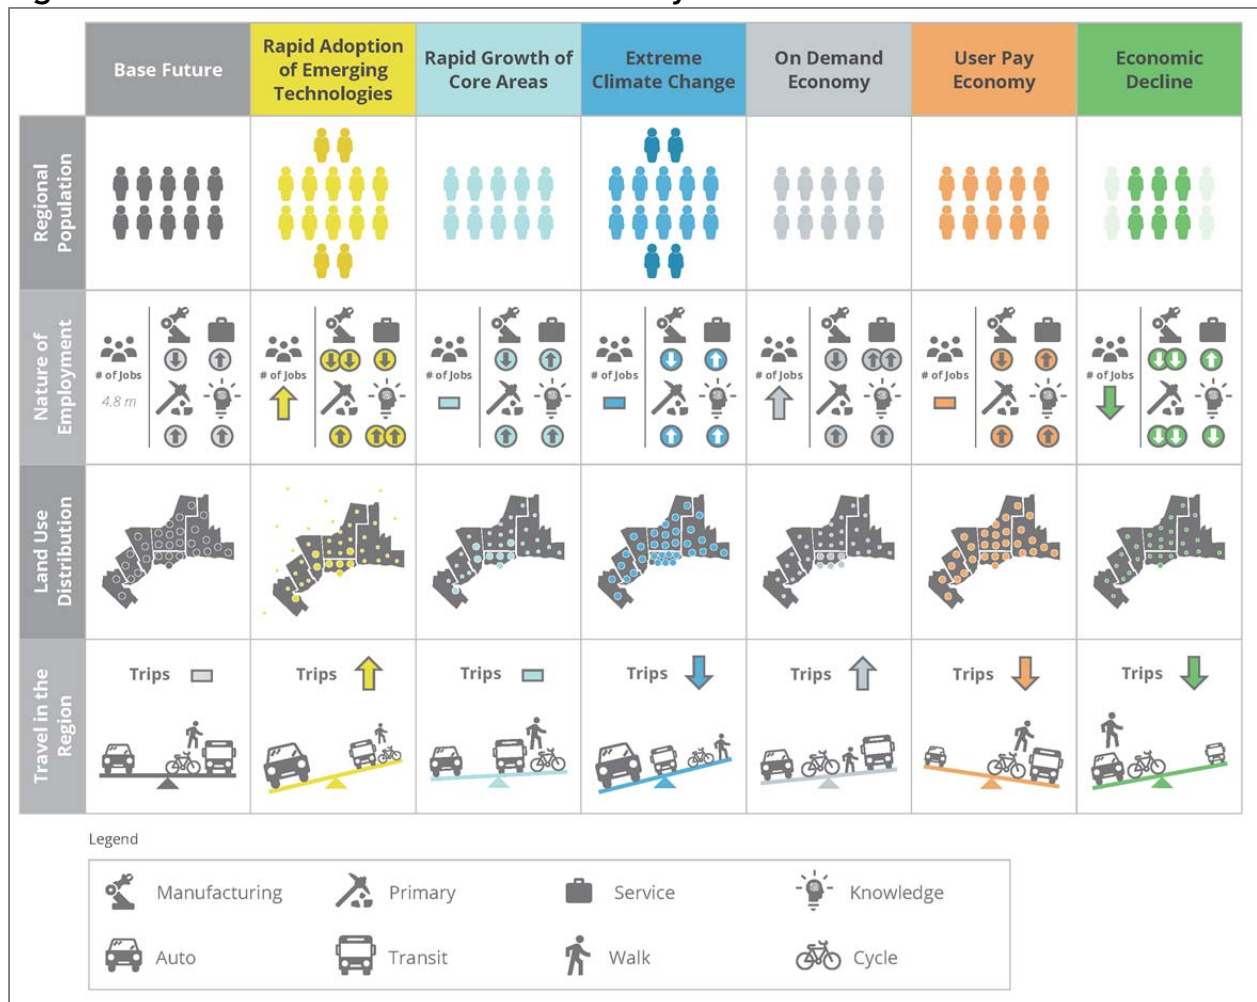 Base Future
Rapid Adoption
of Emerging
Technologies
Rapid Growth of
Core Areas
Extreme
Climate Change
On Demand
Economy
User Pay
Economy
Economic
Decline
Regional
Population
Nature of
Employment
# of Jobs
4.8 m
# of Jobs
# of Jobs
# of Jobs
# of Jobs
# of Jobs
# of Jobs
Land Use
Distribution
Travel in the
Region
Trips
Trips
Trips
Trips
Trips
Trips
Trips
Legend
Manufacturing
Primary
Service
Knowledge
Auto
Transit
Walk
Cycle